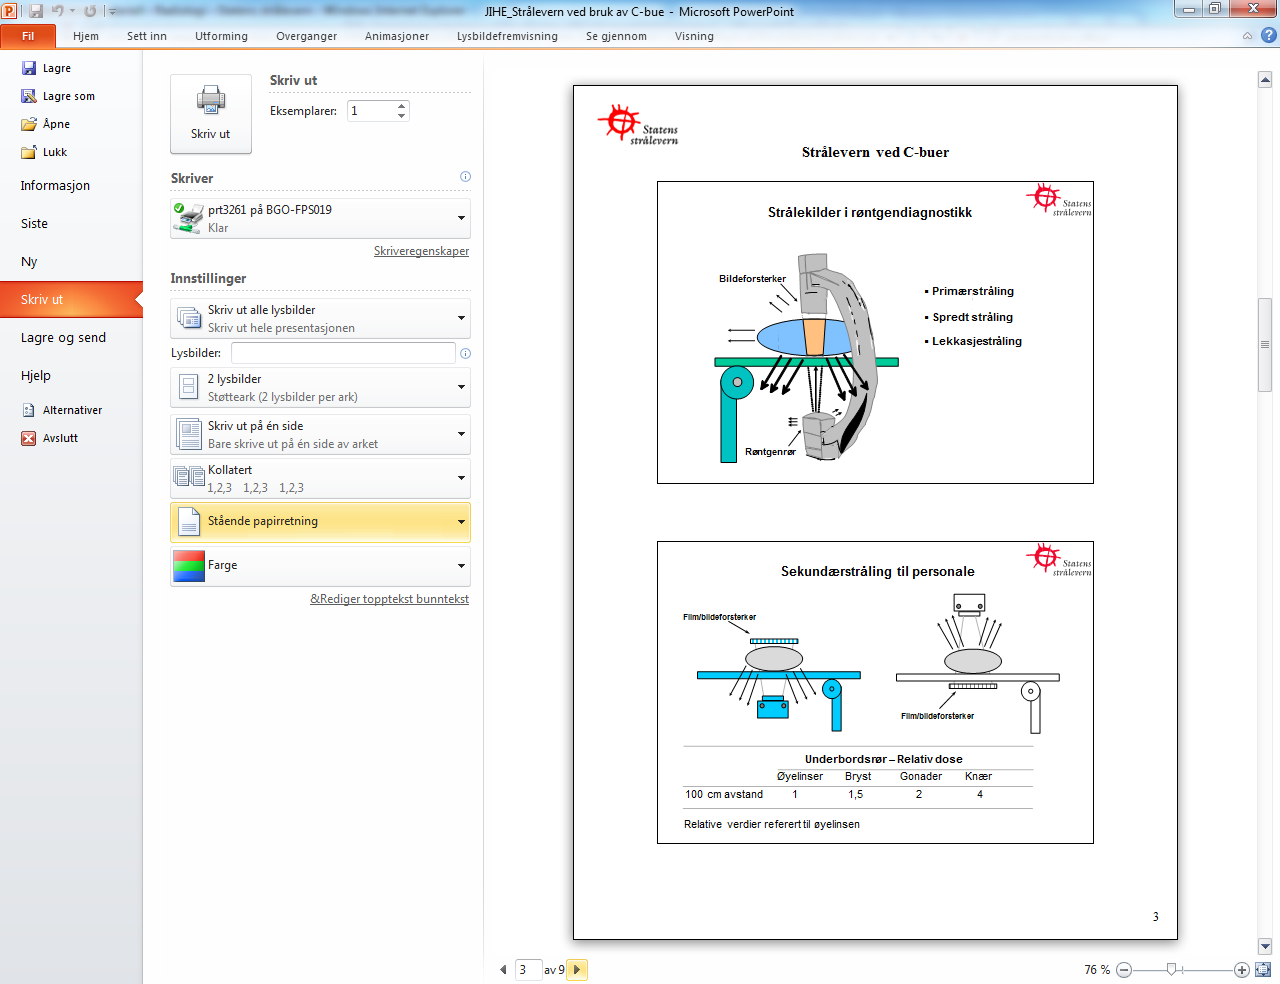 JIHE_Strålevern ved bruk av C-bue - Microsoft PowerPoint
Fil
Hjem
Sett inn
Utforming
Overganger
Animasjoner
Lysbildefremvisning
Se gjennom
Visning
Lagre
Lagre som
Åpne
Lukk
Informasjon
Siste
Ny
Skriv ut
Lagre og send
Hjelp
Alternativer
Avslutt
Skriv ut
Skriv ut
Eksemplarer: 1
Skriver
prt3261 på BGO-FPS019
Klar
Skriveregenskaper
Innstillinger
Skriv ut alle lysbilder
Skriv ut hele presentasjonen
Lysbilder:
2 lysbilder
Støtteark (2 lysbilder per ark)
Skriv ut på én side
Bare skrive ut på én side av arket
Kollatert
1,2,3 1,2,3 1,2,3
Stående papirretning
Farge
&Rediger topptekst bunntekst
Statens
strålevern
Strålevern ved C-buer
Statens
strålevern
Strålekilder i røntgendiagnostikk
Bildeforsterker
▪ Primærstråling
▪ Spredt stråling
▪ Lekkasjestråling
Røntgenrør
Statens
strålevern
Sekundærstråling til personale
Film/bildeforsterker
Film/bildeforsterker
Underbordsrør – Relativ dose
Øyelinser Bryst Gonader Knær
100 cm avstand 1 1,5 2 4
Relative verdier referert til øyelinsen
3
3 av 9
76 %